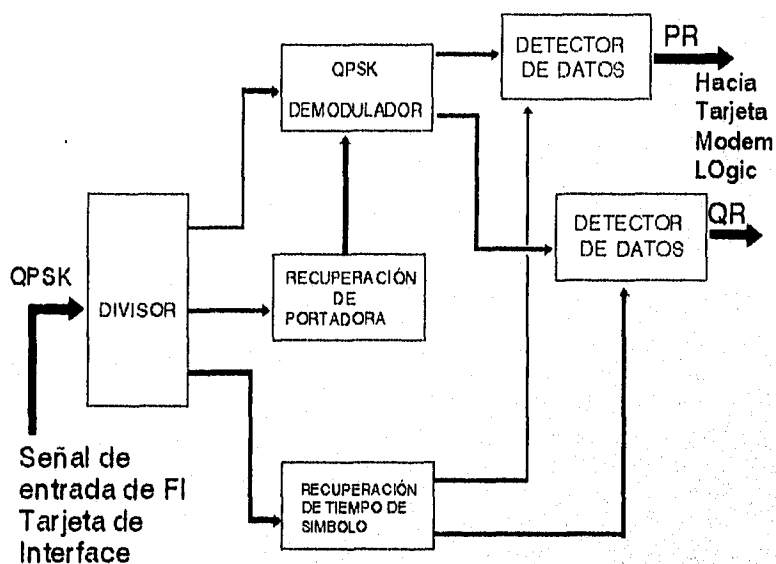 QPSK
DEMODULADOR
DETECTOR
DE DATOS
PR
Hacia
Tarjeta
Modem
LOgic
DETECTOR
DE DATOS
QR
QPSK
DIVISOR
RECUPERACIÓN
DE
PORTADORA
Señal de
entrada de FI
Tarjeta de
Interface
RECUPERACIÓN
DE TIEMPO DE
SIMBOLO